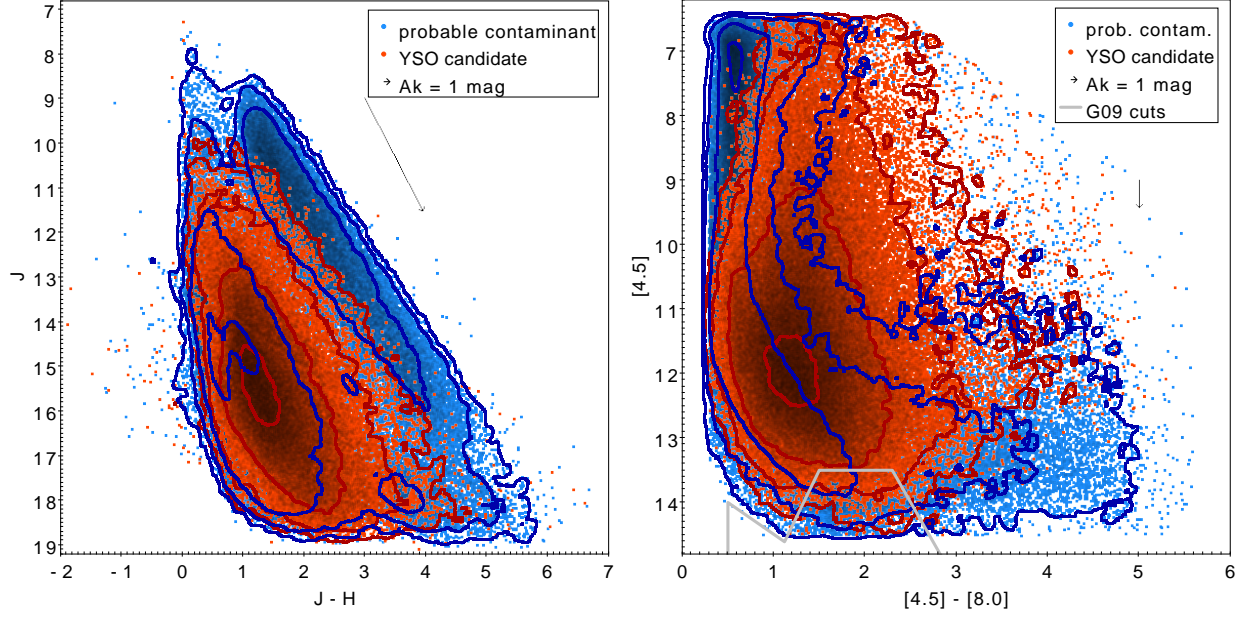 probable contaminant
YSO candidate
Ak = 1 mag
7
8
9
10
11
12
13
14
15
16
17
18
19
J
-2 -1 0 1 2 3 4 5 6 7
J - H
prob. contam.
YSO candidate
Ak = 1 mag
G09 cuts
7
8
9
10
11
12
13
14
[4.5]
0 1 2 3 4 5 6
[4.5] - [8.0]